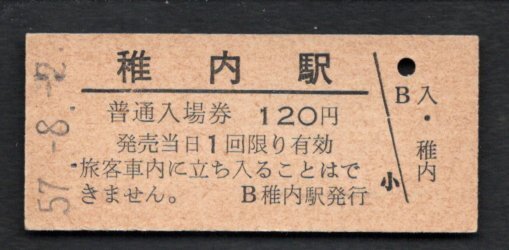 57.-8.-2
稚内駅
普通入場券 120円
発売当日1回限り有効
旅客車内に立ち入ることはで
きません。 B稚内駅発行
B
入・稚内
小